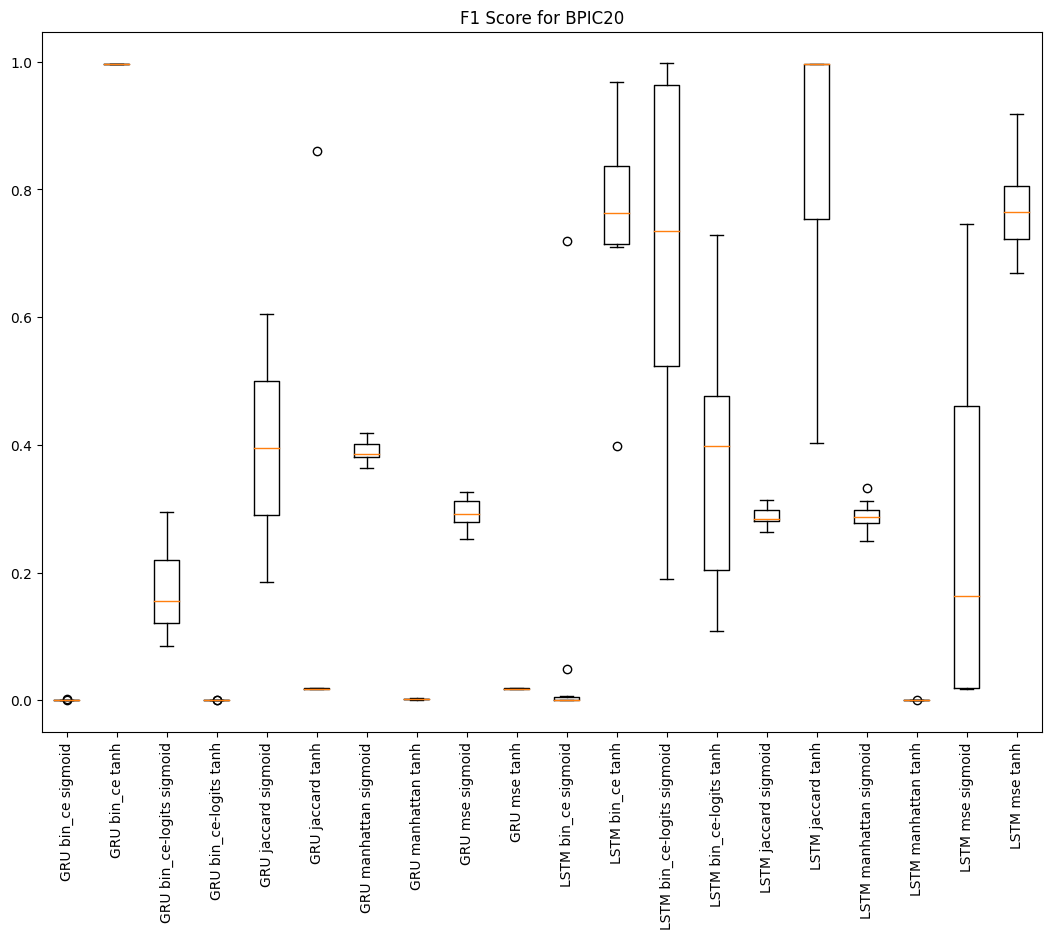 F1 Score for BPIC20
1.0
0.8
0.6
0.4
0.2
0.0
GRU bin_ce sigmoid
GRU bin_ce tanh
GRU bin_ce-logits sigmoid
GRU bin_ce-logits tanh
GRU jaccard sigmoid
GRU jaccard tanh
GRU manhattan sigmoid
GRU manhattan tanh
GRU mse sigmoid
GRU mse tanh
LSTM bin_ce sigmoid
LSTM bin_ce tanh
LSTM bin_ce-logits sigmoid
LSTM bin_ce-logits tanh
LSTM jaccard sigmoid
LSTM jaccard tanh
LSTM manhattan sigmoid
LSTM manhattan tanh
LSTM mse sigmoid
LSTM mse tanh